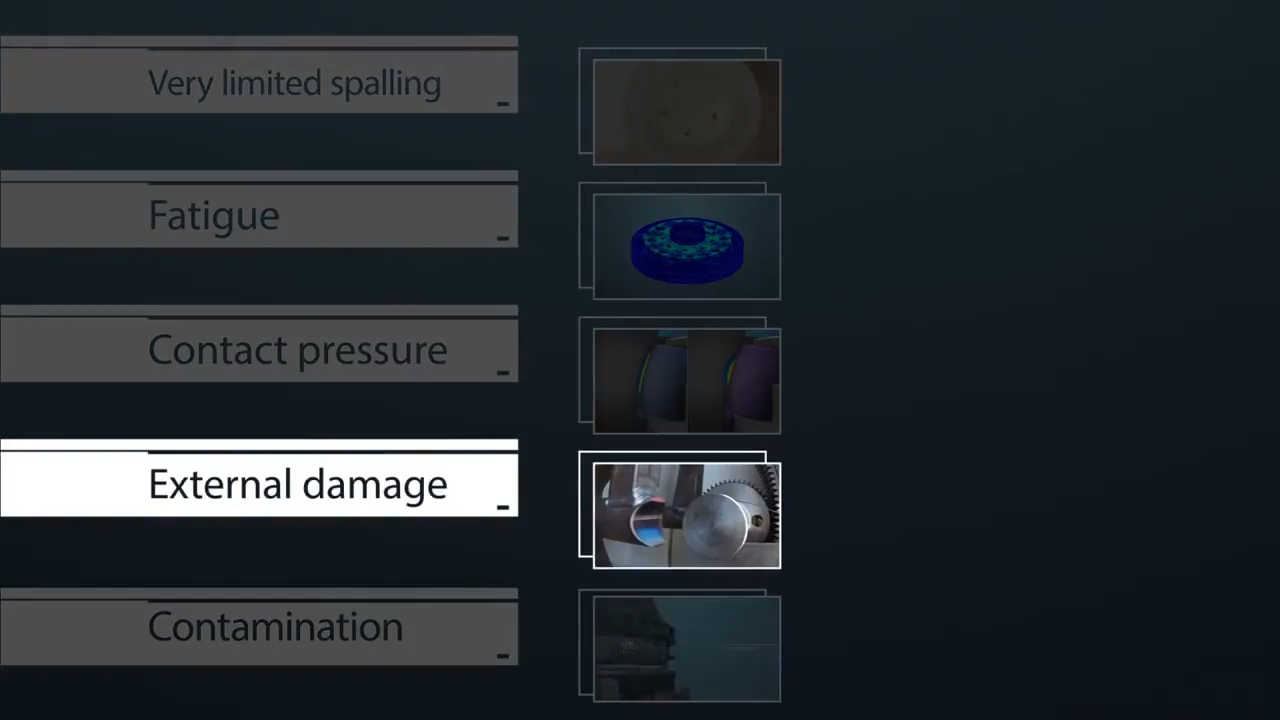 Very limited spalling
Fatigue
Contact pressure
External damage
Contamination